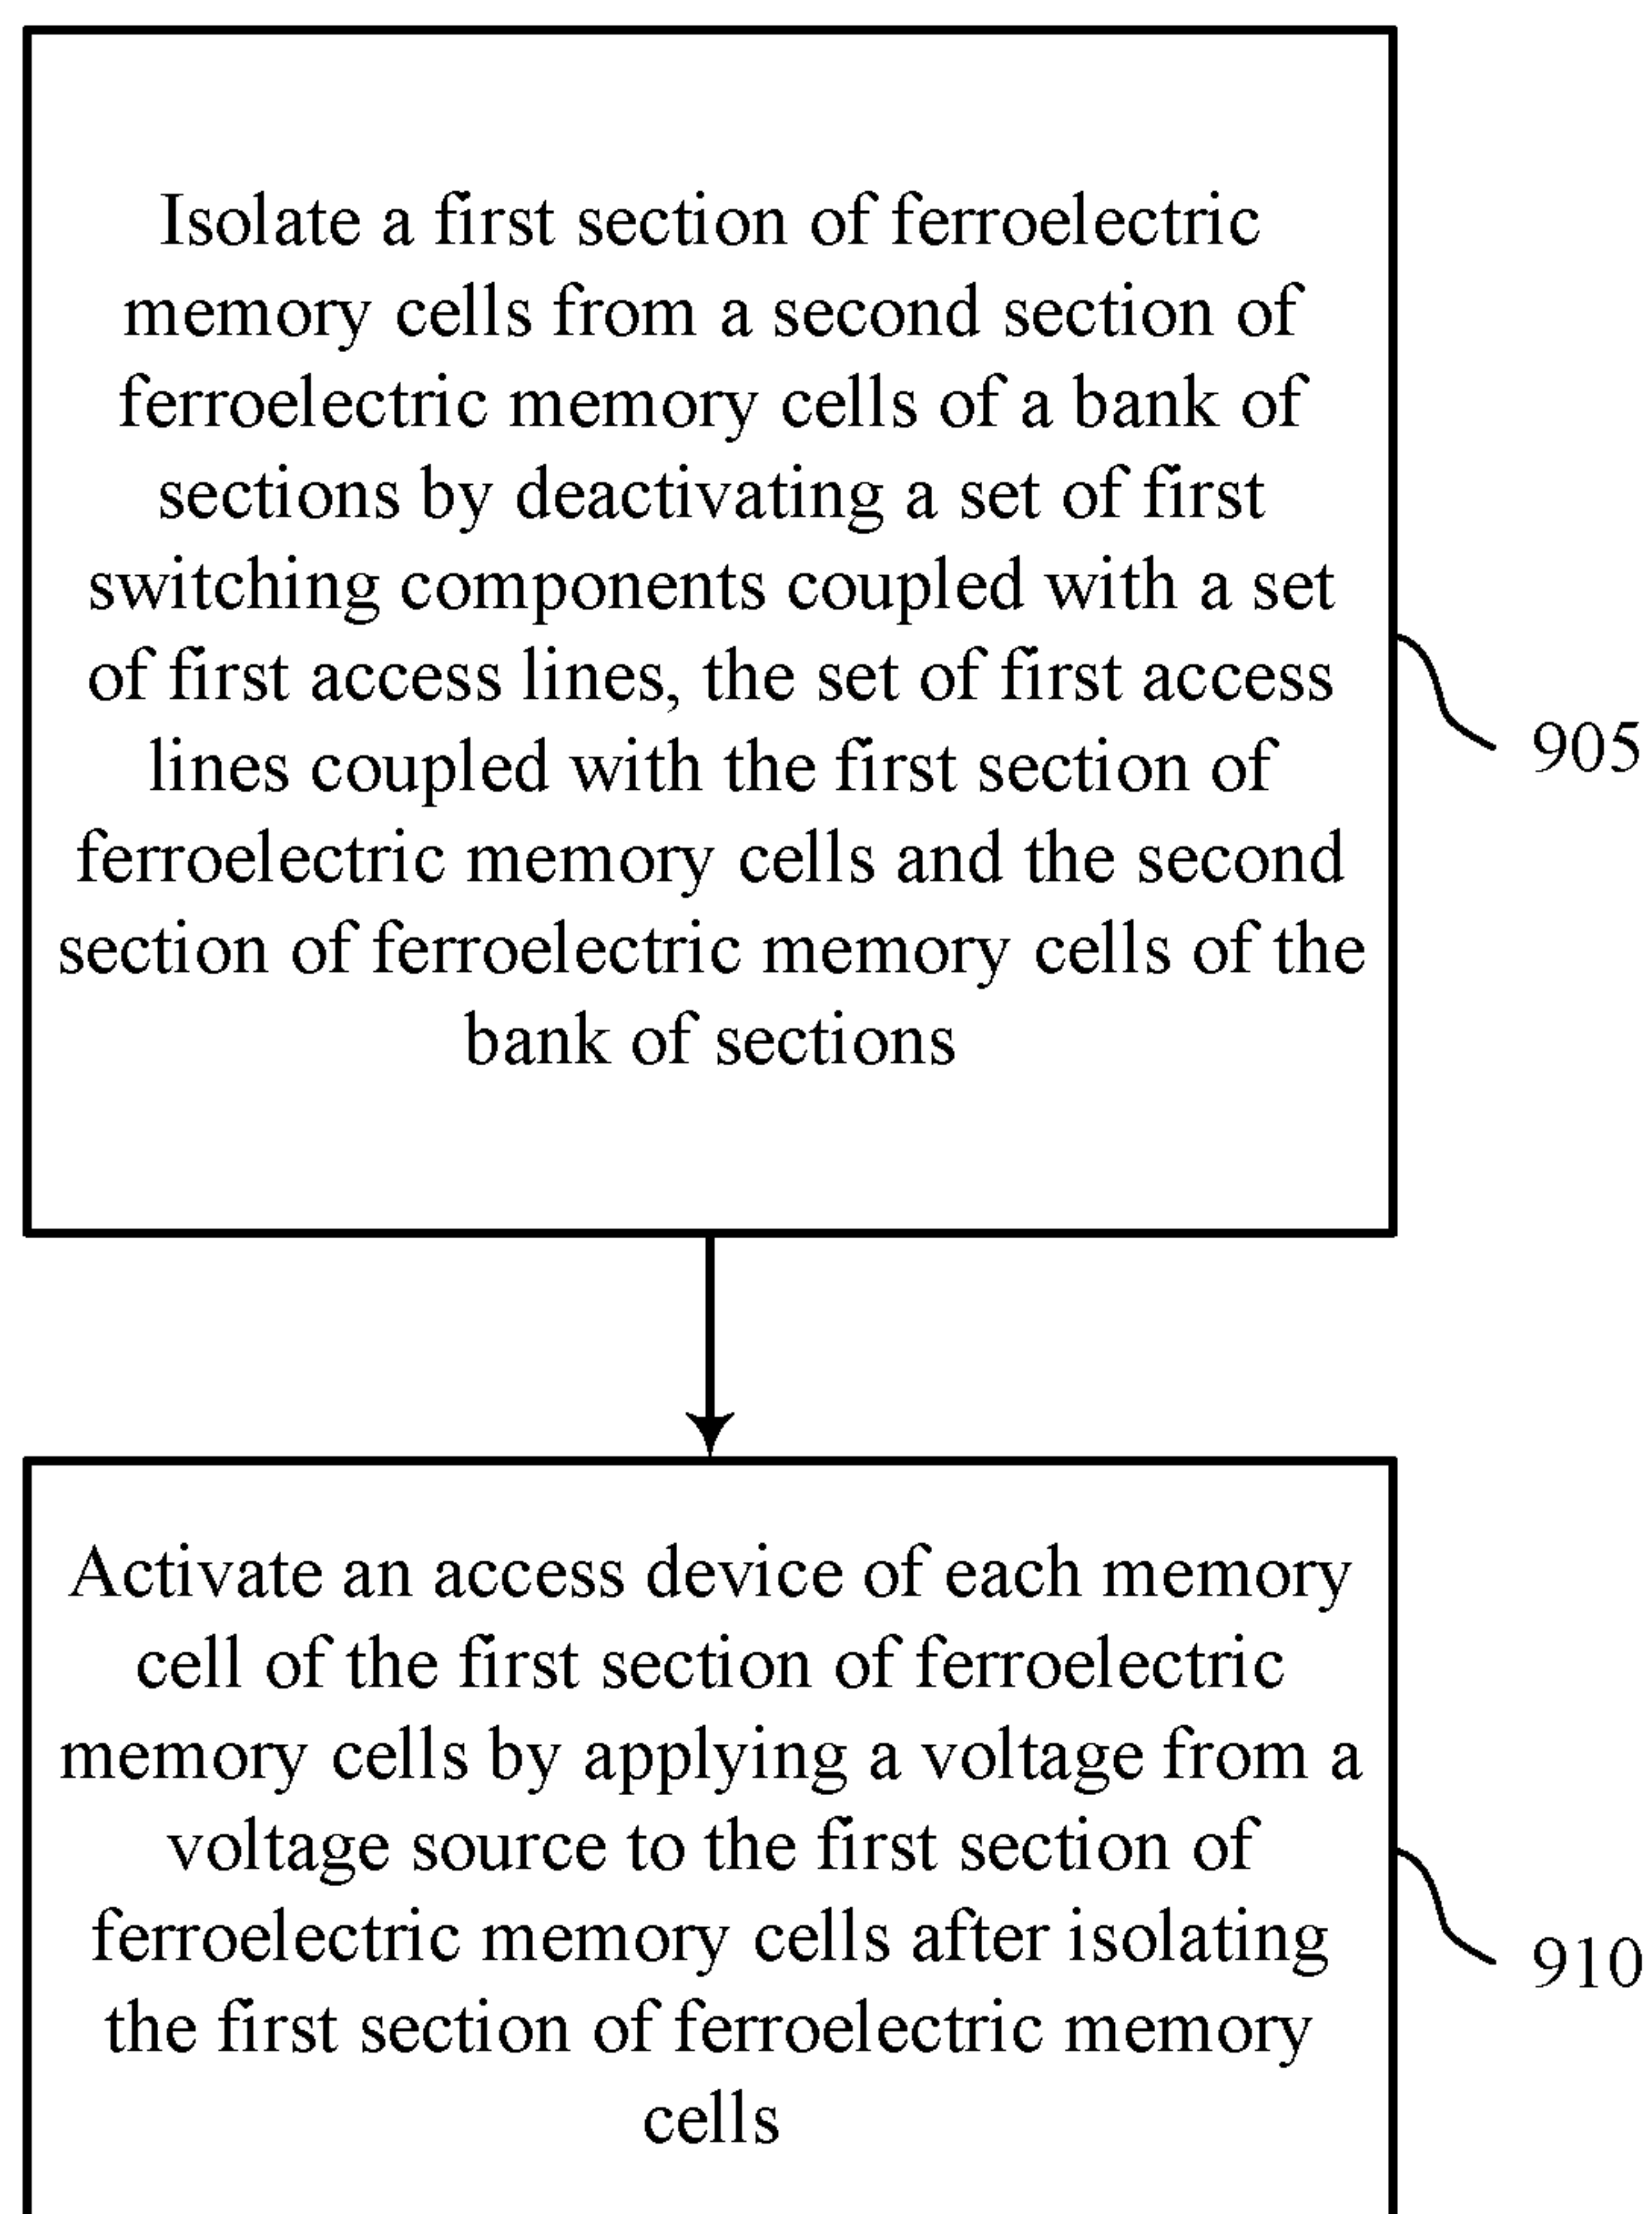 Isolate a first section of ferroelectric
memory cells from a second section of
ferroelectric memory cells of a bank of
sections by deactivating a set of first
switching components coupled with a set
of first access lines, the set of first access
lines coupled with the first section of
ferroelectric memory cells and the second
section of ferroelectric memory cells of the
bank of sections
905
Activate an access device of each memory
cell of the first section of ferroelectric
memory cells by applying a voltage from a
voltage source to the first section of
ferroelectric memory cells after isolating
the first section of ferroelectric memory
cells
910